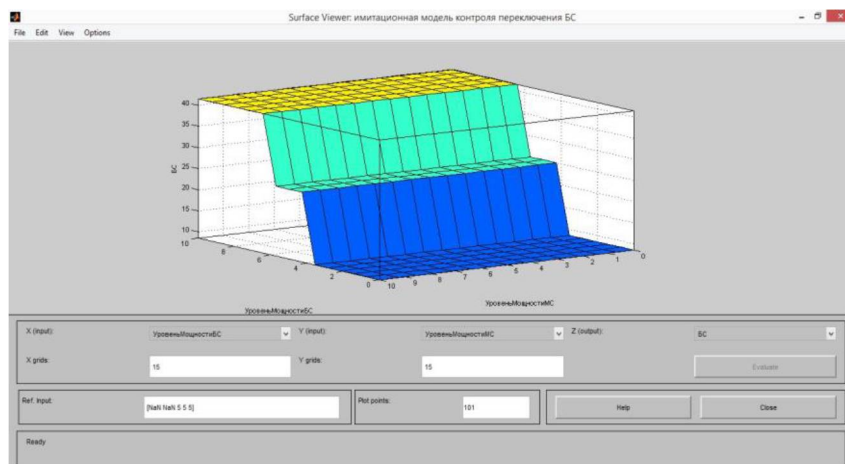 Surface Viewer: имитационная модель контроля переключения БС
File Edit View Options
40
35
30
25
20
15
10
БС
10 8 6 4 2 0
10 9 8 7 6 5 4 3 2 1 0
УровеньМощностиБС
УровеньМощностиМС
X (input): УровеньМощностиБС Y (input): УровеньМощностиМС Z (output): БС
X grids: 15 Y grids: 15 Evaluate
Ref. Input: [NaN NaN 5 5 5] Plot points: 101 Help Close
Ready